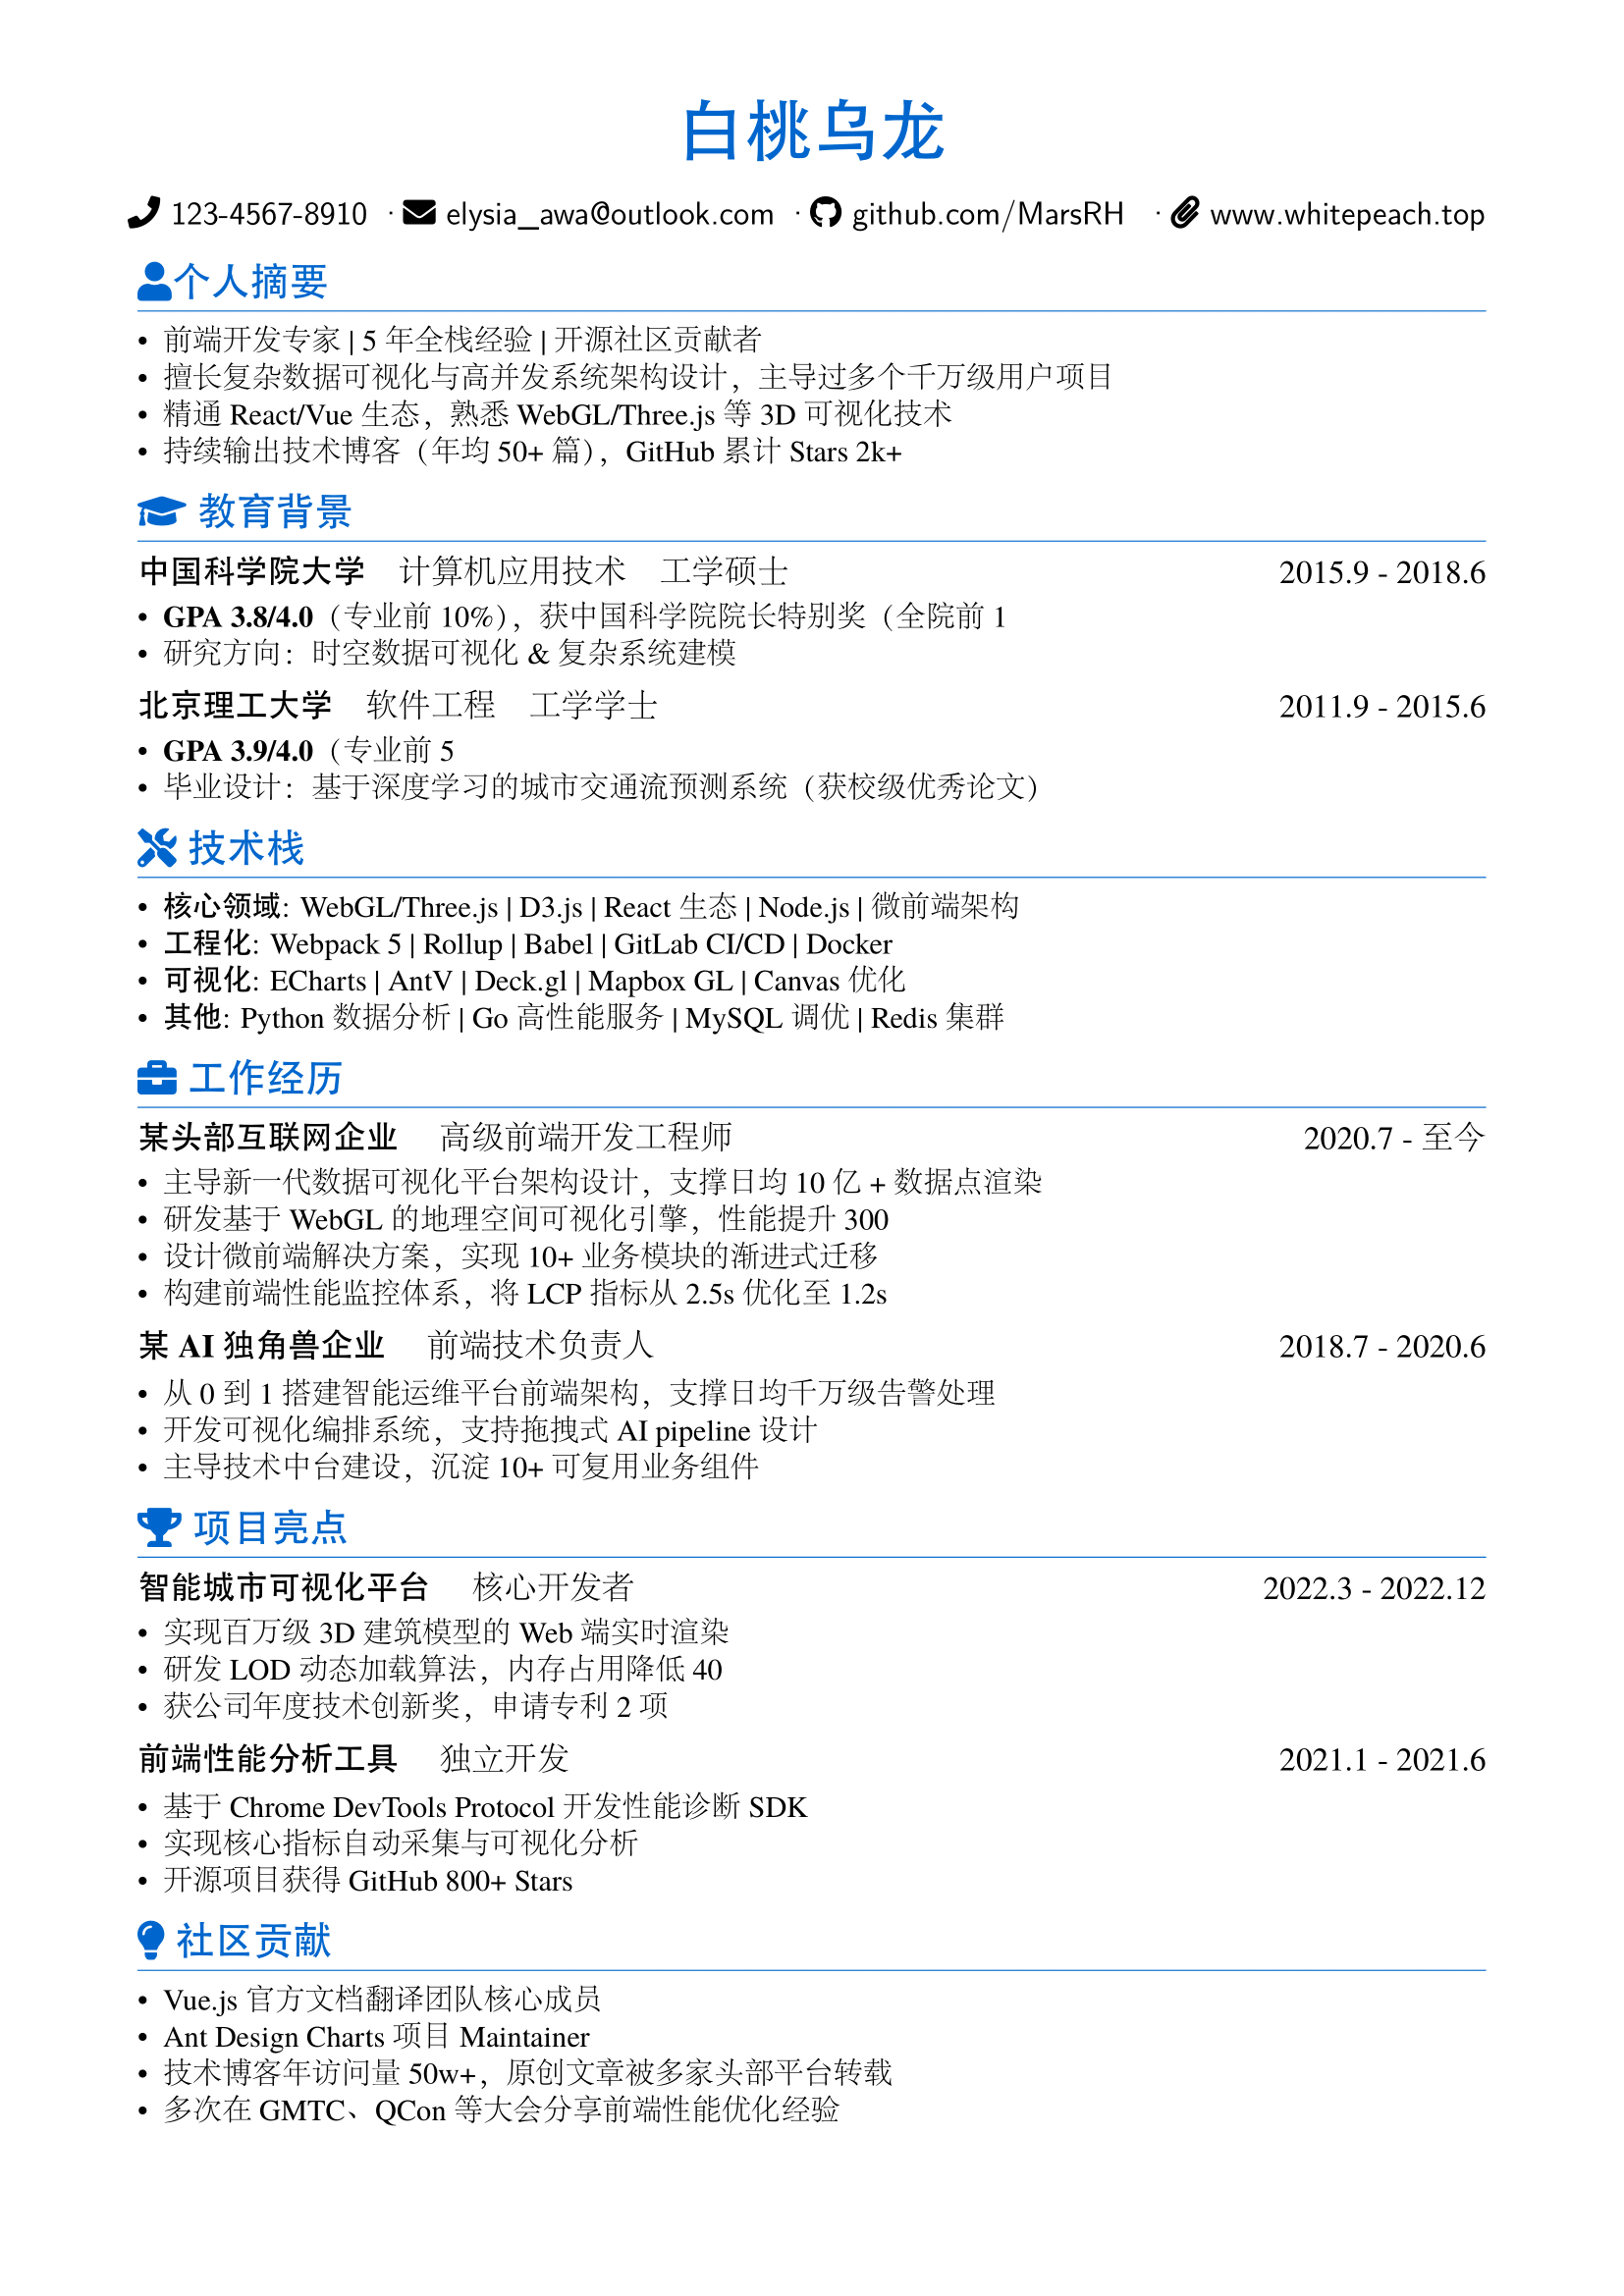 白桃乌龙
123-4567-8910 · elysia_awa@outlook.com · github.com/MarsRH · www.whitepeach.top
个人摘要
• 前端开发专家 | 5 年全栈经验 | 开源社区贡献者
• 擅长复杂数据可视化与高并发系统架构设计，主导过多个千万级用户项目
• 精通 React/Vue 生态，熟悉 WebGL/Three.js 等 3D 可视化技术
• 持续输出技术博客（年均 50+ 篇），GitHub 累计 Stars 2k+
教育背景
中国科学院大学 计算机应用技术 工学硕士 2015.9 - 2018.6
• GPA 3.8/4.0（专业前 10%），获中国科学院院长特别奖（全院前 1
• 研究方向：时空数据可视化 & 复杂系统建模
北京理工大学 软件工程 工学学士 2011.9 - 2015.6
• GPA 3.9/4.0（专业前 5
• 毕业设计：基于深度学习的城市交通流预测系统（获校级优秀论文）
技术栈
• 核心领域: WebGL/Three.js | D3.js | React 生态 | Node.js | 微前端架构
• 工程化: Webpack 5 | Rollup | Babel | GitLab CI/CD | Docker
• 可视化: ECharts | AntV | Deck.gl | Mapbox GL | Canvas 优化
• 其他: Python 数据分析 | Go 高性能服务 | MySQL 调优 | Redis 集群
工作经历
某头部互联网企业 高级前端开发工程师 2020.7 - 至今
• 主导新一代数据可视化平台架构设计，支撑日均 10 亿 + 数据点渲染
• 研发基于 WebGL 的地理空间可视化引擎，性能提升 300
• 设计微前端解决方案，实现 10+ 业务模块的渐进式迁移
• 构建前端性能监控体系，将 LCP 指标从 2.5s 优化至 1.2s
某 AI 独角兽企业 前端技术负责人 2018.7 - 2020.6
• 从 0 到 1 搭建智能运维平台前端架构，支撑日均千万级告警处理
• 开发可视化编排系统，支持拖拽式 AI pipeline 设计
• 主导技术中台建设，沉淀 10+ 可复用业务组件
项目亮点
智能城市可视化平台 核心开发者 2022.3 - 2022.12
• 实现百万级 3D 建筑模型的 Web 端实时渲染
• 研发 LOD 动态加载算法，内存占用降低 40
• 获公司年度技术创新奖，申请专利 2 项
前端性能分析工具 独立开发 2021.1 - 2021.6
• 基于 Chrome DevTools Protocol 开发性能诊断 SDK
• 实现核心指标自动采集与可视化分析
• 开源项目获得 GitHub 800+ Stars
社区贡献
• Vue.js 官方文档翻译团队核心成员
• Ant Design Charts 项目 Maintainer
• 技术博客年访问量 50w+，原创文章被多家头部平台转载
• 多次在 GMTC、QCon 等大会分享前端性能优化经验